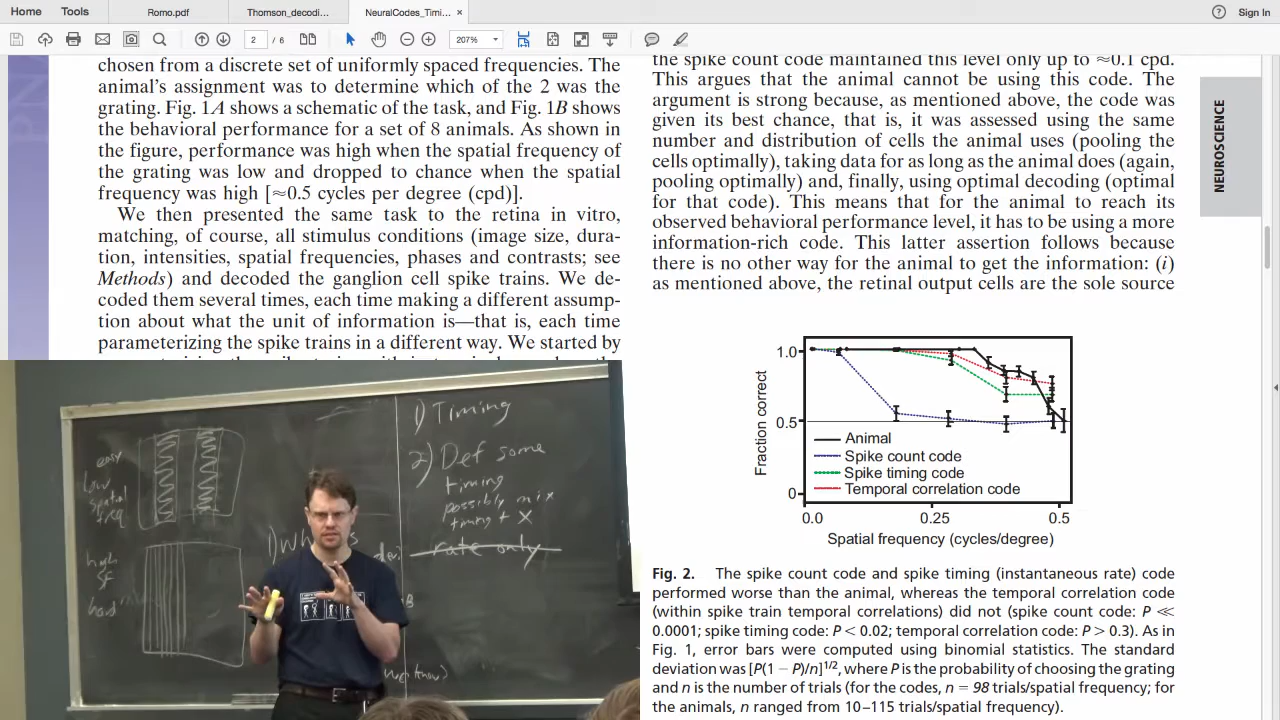 Home
Tools
Romo.pdf
Thomson_decodi...
NeuralCodes_Timi... ×
? Sign In
2 / 6
207%
chosen from a discrete set of uniformly spaced frequencies. The
animal's assignment was to determine which of the 2 was the
grating. Fig. 1A shows a schematic of the task, and Fig. 1B shows
the behavioral performance for a set of 8 animals. As shown in
the figure, performance was high when the spatial frequency of
the grating was low and dropped to chance when the spatial
frequency was high [≈0.5 cycles per degree (cpd)].
We then presented the same task to the retina in vitro,
matching, of course, all stimulus conditions (image size, dura-
tion, intensities, spatial frequencies, phases and contrasts; see
Methods) and decoded the ganglion cell spike trains. We de-
coded them several times, each time making a different assump-
tion about what the unit of information is—that is, each time
parameterizing the spike trains in a different way. We started by
the spike count code maintained this level only up to ≈0.1 cpd.
This argues that the animal cannot be using this code. The
argument is strong because, as mentioned above, the code was
given its best chance, that is, it was assessed using the same
number and distribution of cells the animal uses (pooling the
cells optimally), taking data for as long as the animal does (again,
pooling optimally) and, finally, using optimal decoding (optimal
for that code). This means that for the animal to reach its
observed behavioral performance level, it has to be using a more
information-rich code. This latter assertion follows because
there is no other way for the animal to get the information: (i)
as mentioned above, the retinal output cells are the sole source
NEUROSCIENCE
Fraction correct
1.0
0.5
0
Animal
Spike count code
Spike timing code
Temporal correlation code
0.0 0.25 0.5
Spatial frequency (cycles/degree)
Fig. 2. The spike count code and spike timing (instantaneous rate) code
performed worse than the animal, whereas the temporal correlation code
(within spike train temporal correlations) did not (spike count code: P ≪
0.0001; spike timing code: P < 0.02; temporal correlation code: P > 0.3). As in
Fig. 1, error bars were computed using binomial statistics. The standard
deviation was [P(1 − P)/n]1/2, where P is the probability of choosing the grating
and n is the number of trials (for the codes, n = 98 trials/spatial frequency; for
the animals, n ranged from 10–115 trials/spatial frequency).
easy
Low
spatial
freq
high
SF
hard
1) Timing
2) Def some
timing
possibly mix
timing + X
rate only